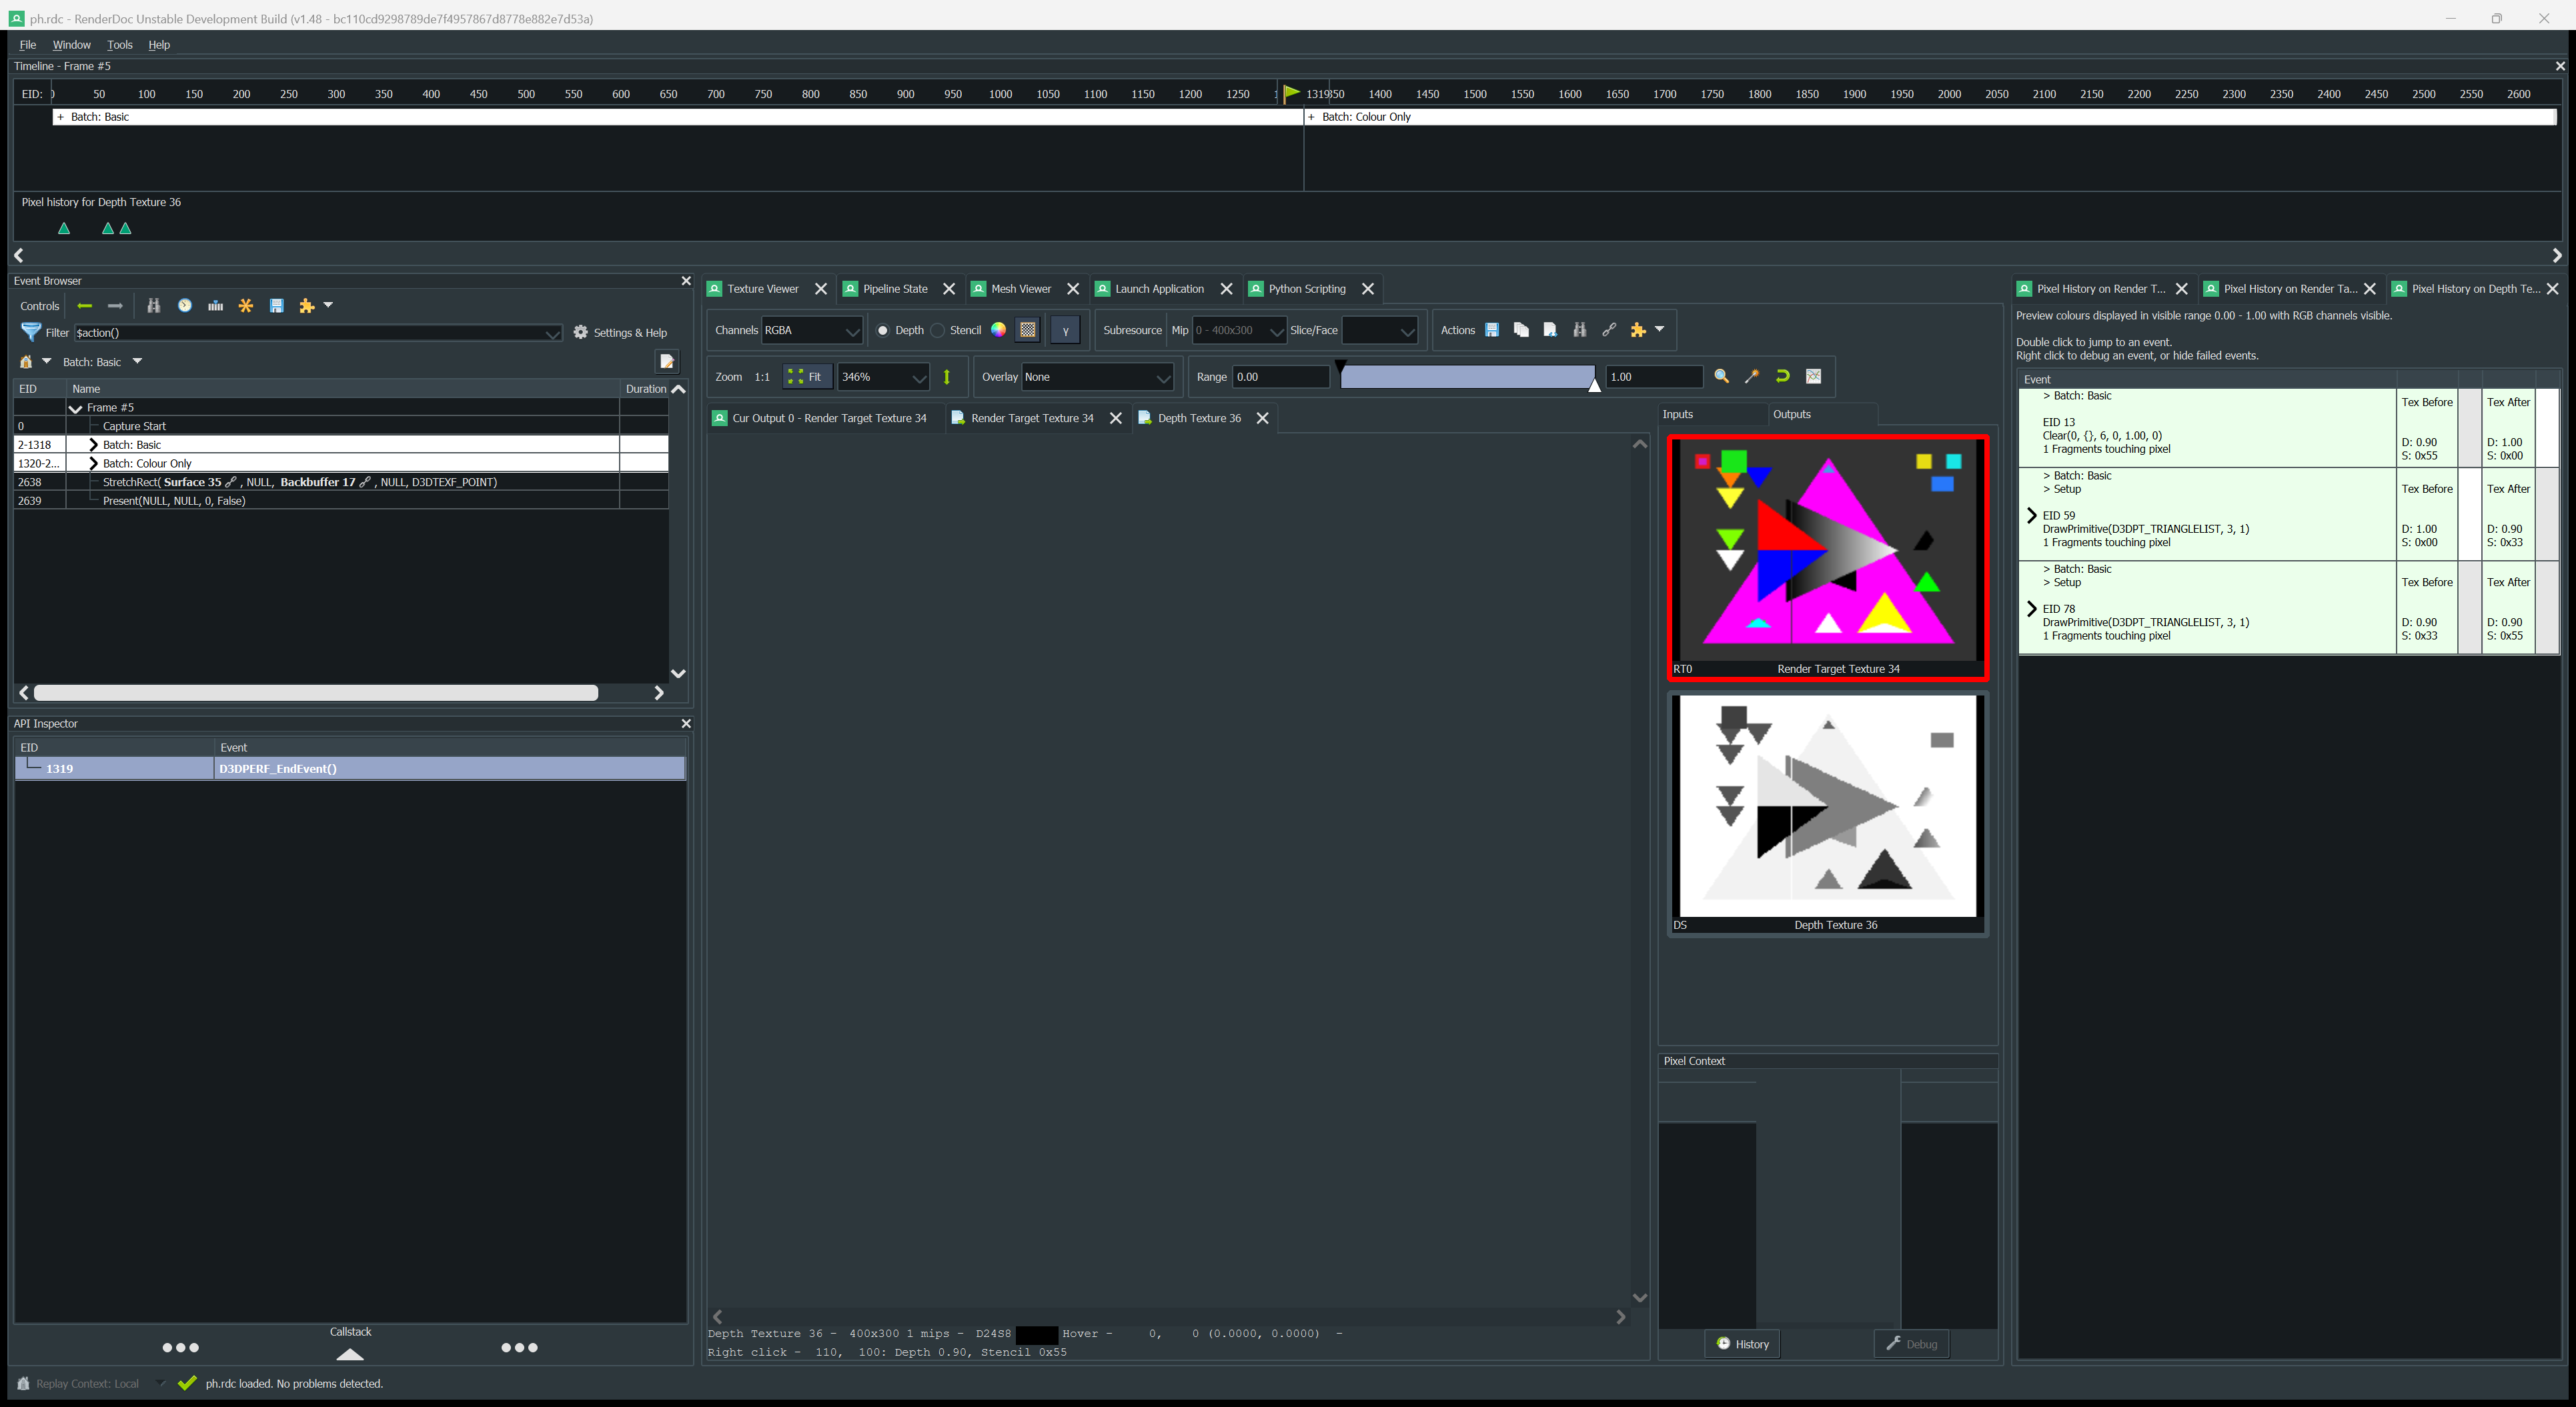 ph.rdc - RenderDoc Unstable Development Build (v1.48 - bc110cd9298789de7f4957867d8778e882e7d53a)
File Window Tools Help
Timeline - Frame #5
EID: 50 100 150 200 250 300 350 400 450 500 550 600 650 700 750 800 850 900 950 1000 1050 1100 1150 1200 1250 1319 350 1400 1450 1500 1550 1600 1650 1700 1750 1800 1850 1900 1950 2000 2050 2100 2150 2200 2250 2300 2350 2400 2450 2500 2550 2600
+ Batch: Basic + Batch: Colour Only
Pixel history for Depth Texture 36
Event Browser
Controls
Filter $action() Settings & Help
Batch: Basic
EID Name Duration
Frame #5
0 Capture Start
2-1318 Batch: Basic
1320-2... Batch: Colour Only
2638 StretchRect( Surface 35 , NULL, Backbuffer 17 , NULL, D3DTEXF_POINT)
2639 Present(NULL, NULL, 0, False)
API Inspector
EID Event
1319 D3DPERF_EndEvent()
Callstack
Texture Viewer Pipeline State Mesh Viewer Launch Application Python Scripting
Channels RGBA Depth Stencil γ Subresource Mip 0 - 400x300 Slice/Face Actions
Zoom 1:1 Fit 346% Overlay None Range 0.00 1.00
Cur Output 0 - Render Target Texture 34 Render Target Texture 34 Depth Texture 36
Depth Texture 36 - 400x300 1 mips - D24S8 Hover - 0, 0 (0.0000, 0.0000) -
Right click - 110, 100: Depth 0.90, Stencil 0x55
Inputs Outputs
RT0 Render Target Texture 34
DS Depth Texture 36
Pixel Context
History Debug
Pixel History on Render T... Pixel History on Render Ta... Pixel History on Depth Te...
Preview colours displayed in visible range 0.00 - 1.00 with RGB channels visible.
Double click to jump to an event.
Right click to debug an event, or hide failed events.
Event
> Batch: Basic
Tex Before Tex After
EID 13
Clear(0, {}, 6, 0, 1.00, 0) D: 0.90 D: 1.00
1 Fragments touching pixel S: 0x55 S: 0x00
> Batch: Basic
> Setup Tex Before Tex After
EID 59
DrawPrimitive(D3DPT_TRIANGLELIST, 3, 1) D: 1.00 D: 0.90
1 Fragments touching pixel S: 0x00 S: 0x33
> Batch: Basic
> Setup Tex Before Tex After
EID 78
DrawPrimitive(D3DPT_TRIANGLELIST, 3, 1) D: 0.90 D: 0.90
1 Fragments touching pixel S: 0x33 S: 0x55
Replay Context: Local ph.rdc loaded. No problems detected.